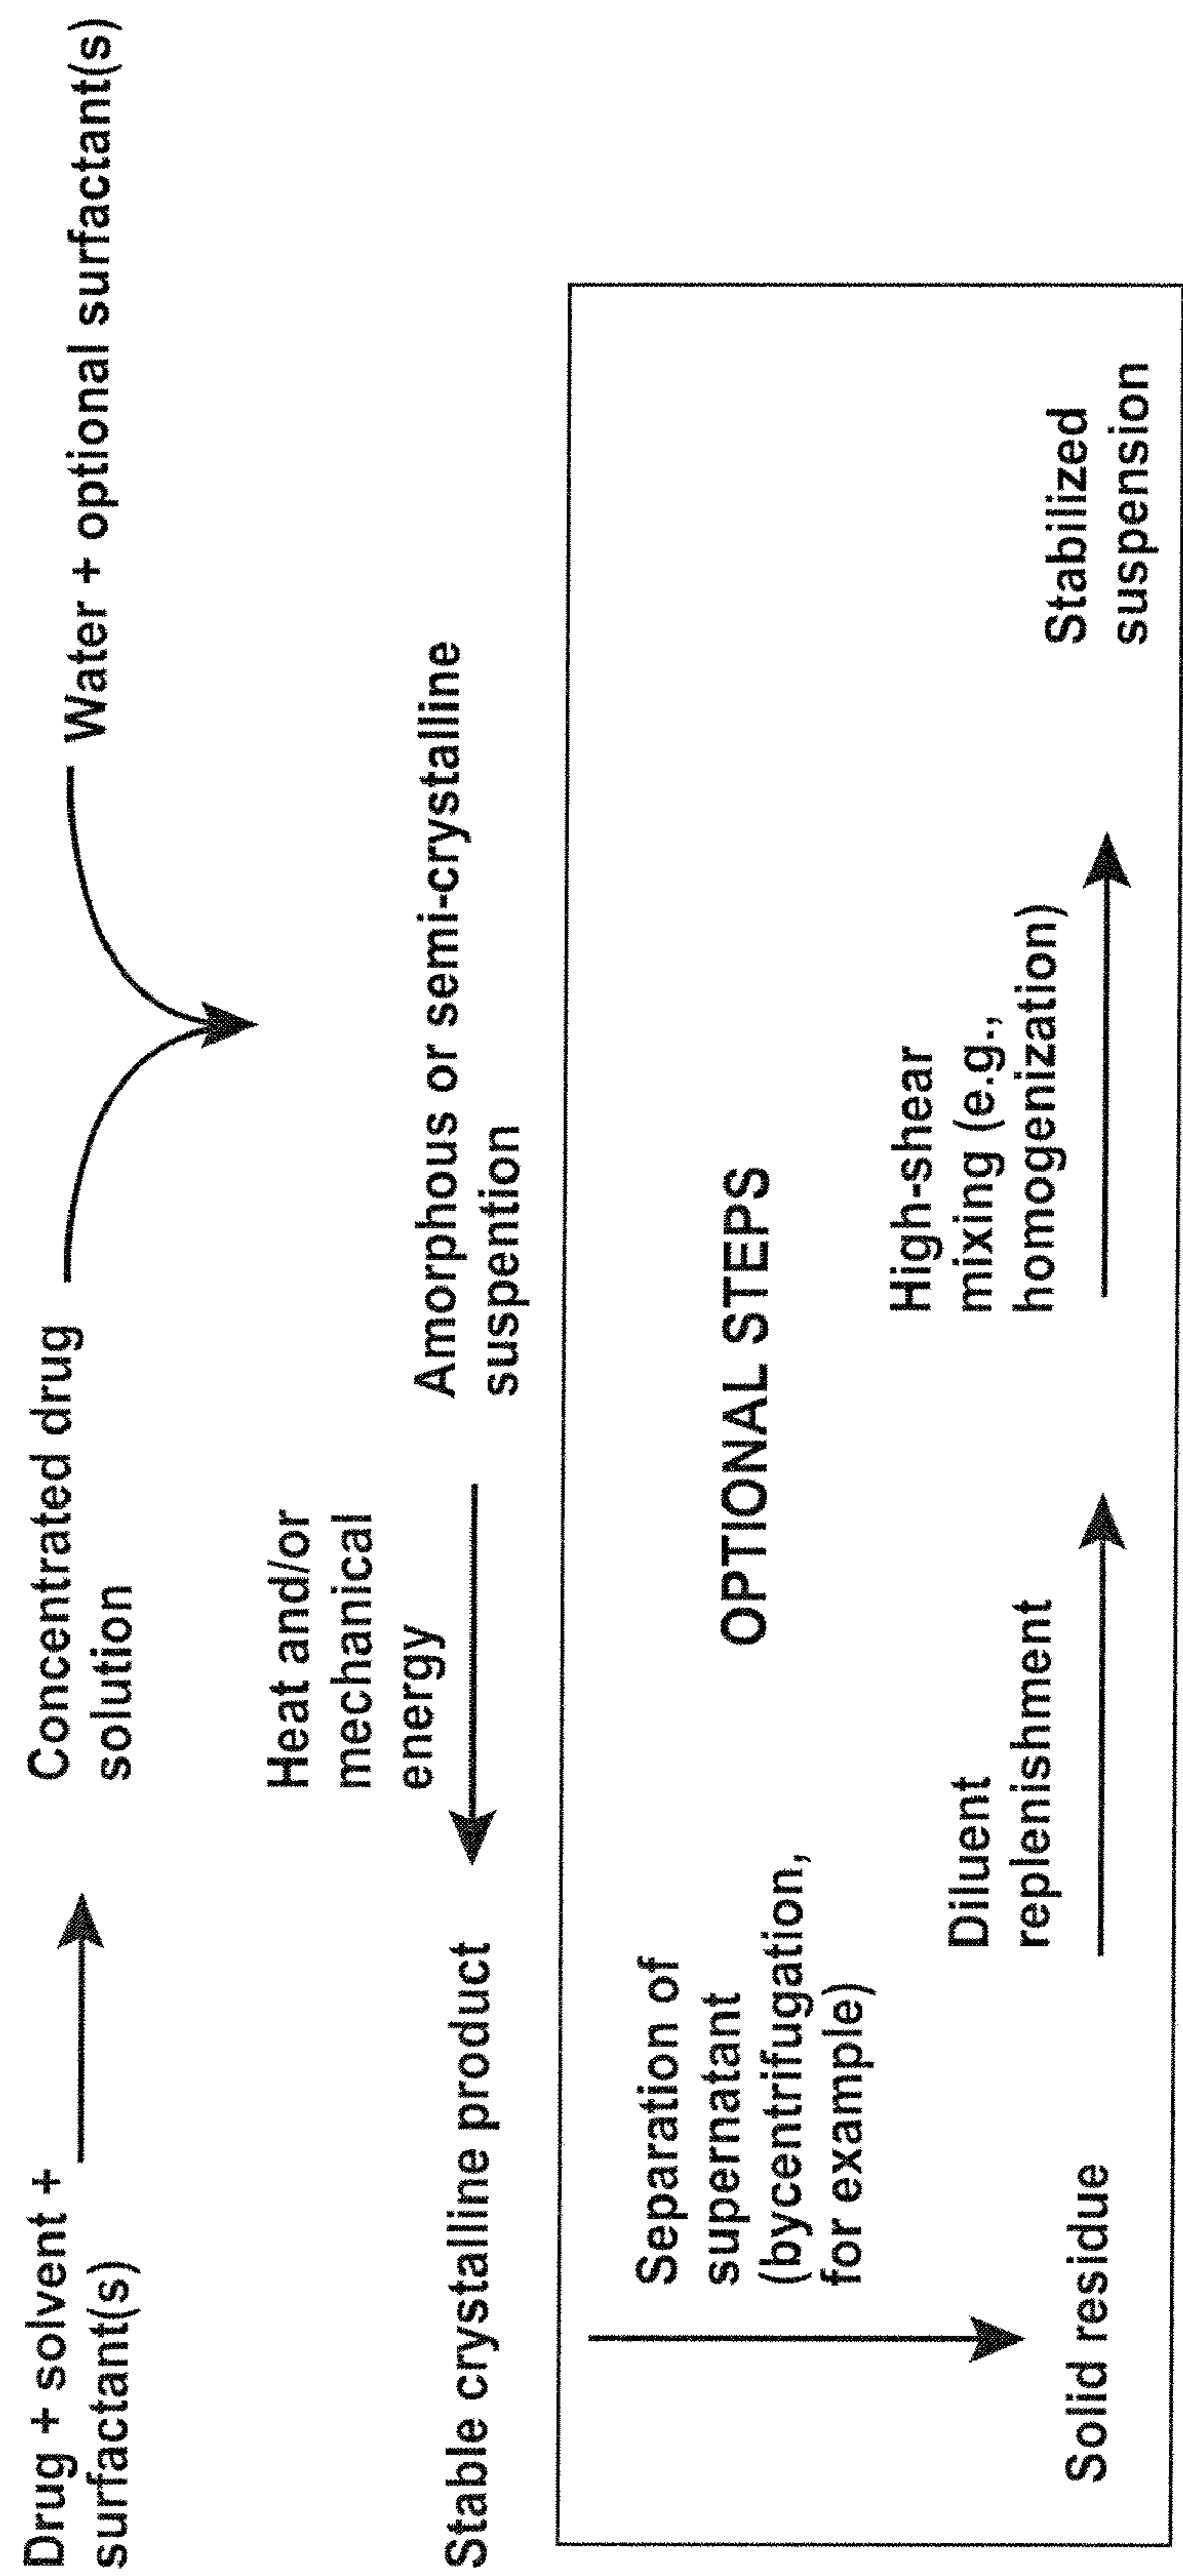 Drug + solvent +
surfactant(s)
Concentrated drug
solution
Water + optional surfactant(s)
Heat and/or
mechanical
energy
Amorphous or semi-crystalline
suspention
Stable crystalline product
OPTIONAL STEPS
Separation of
supernatant
(bycentrifugation,
for example)
Solid residue
Diluent
replenishment
High-shear
mixing (e.g.,
homogenization)
Stabilized
suspension